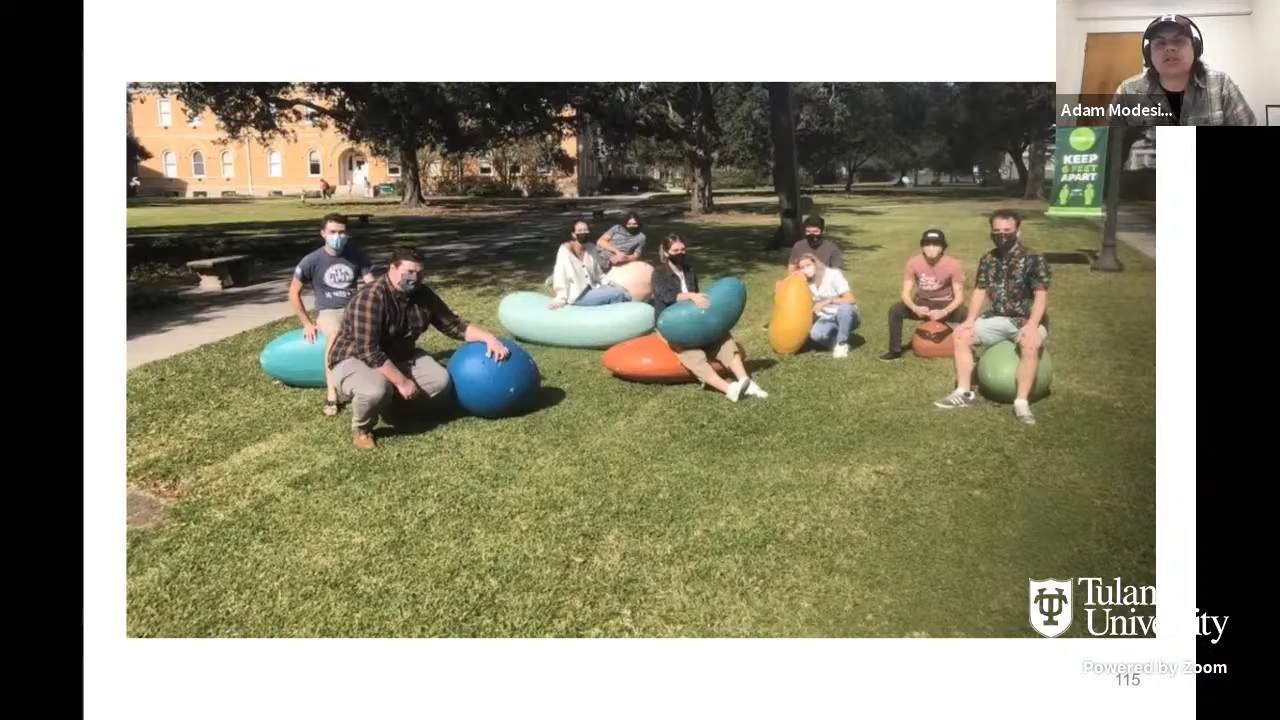 Adam Modesi...
KEEP
6 FEET
APART
Tulane
University
Powered by Zoom
115